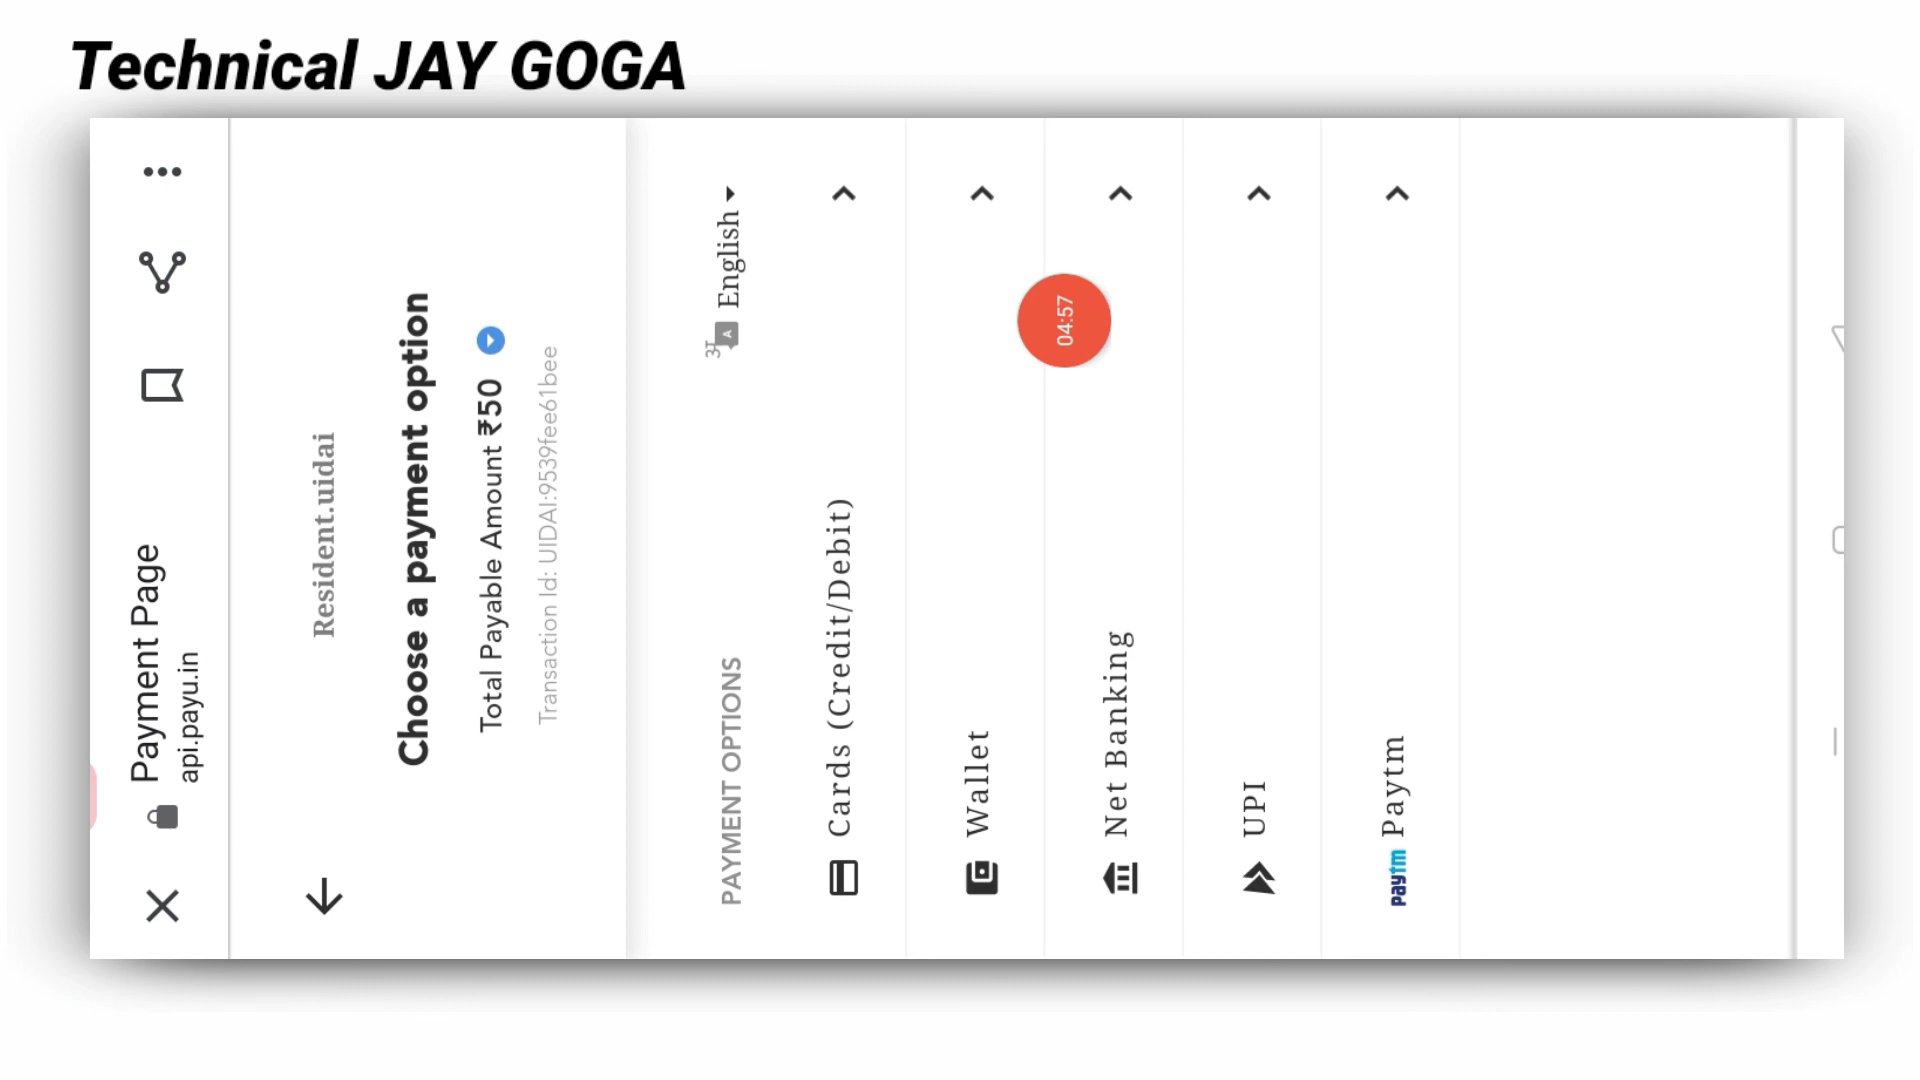 Technical JAY GOGA
Payment Page
api.payu.in
Resident.uidai
Choose a payment option
Total Payable Amount ₹50
Transaction Id: UIDAI:9539fee61bee
PAYMENT OPTIONS
अ A English
Cards (Credit/Debit)
Wallet
Net Banking
04:57
UPI
paytm Paytm